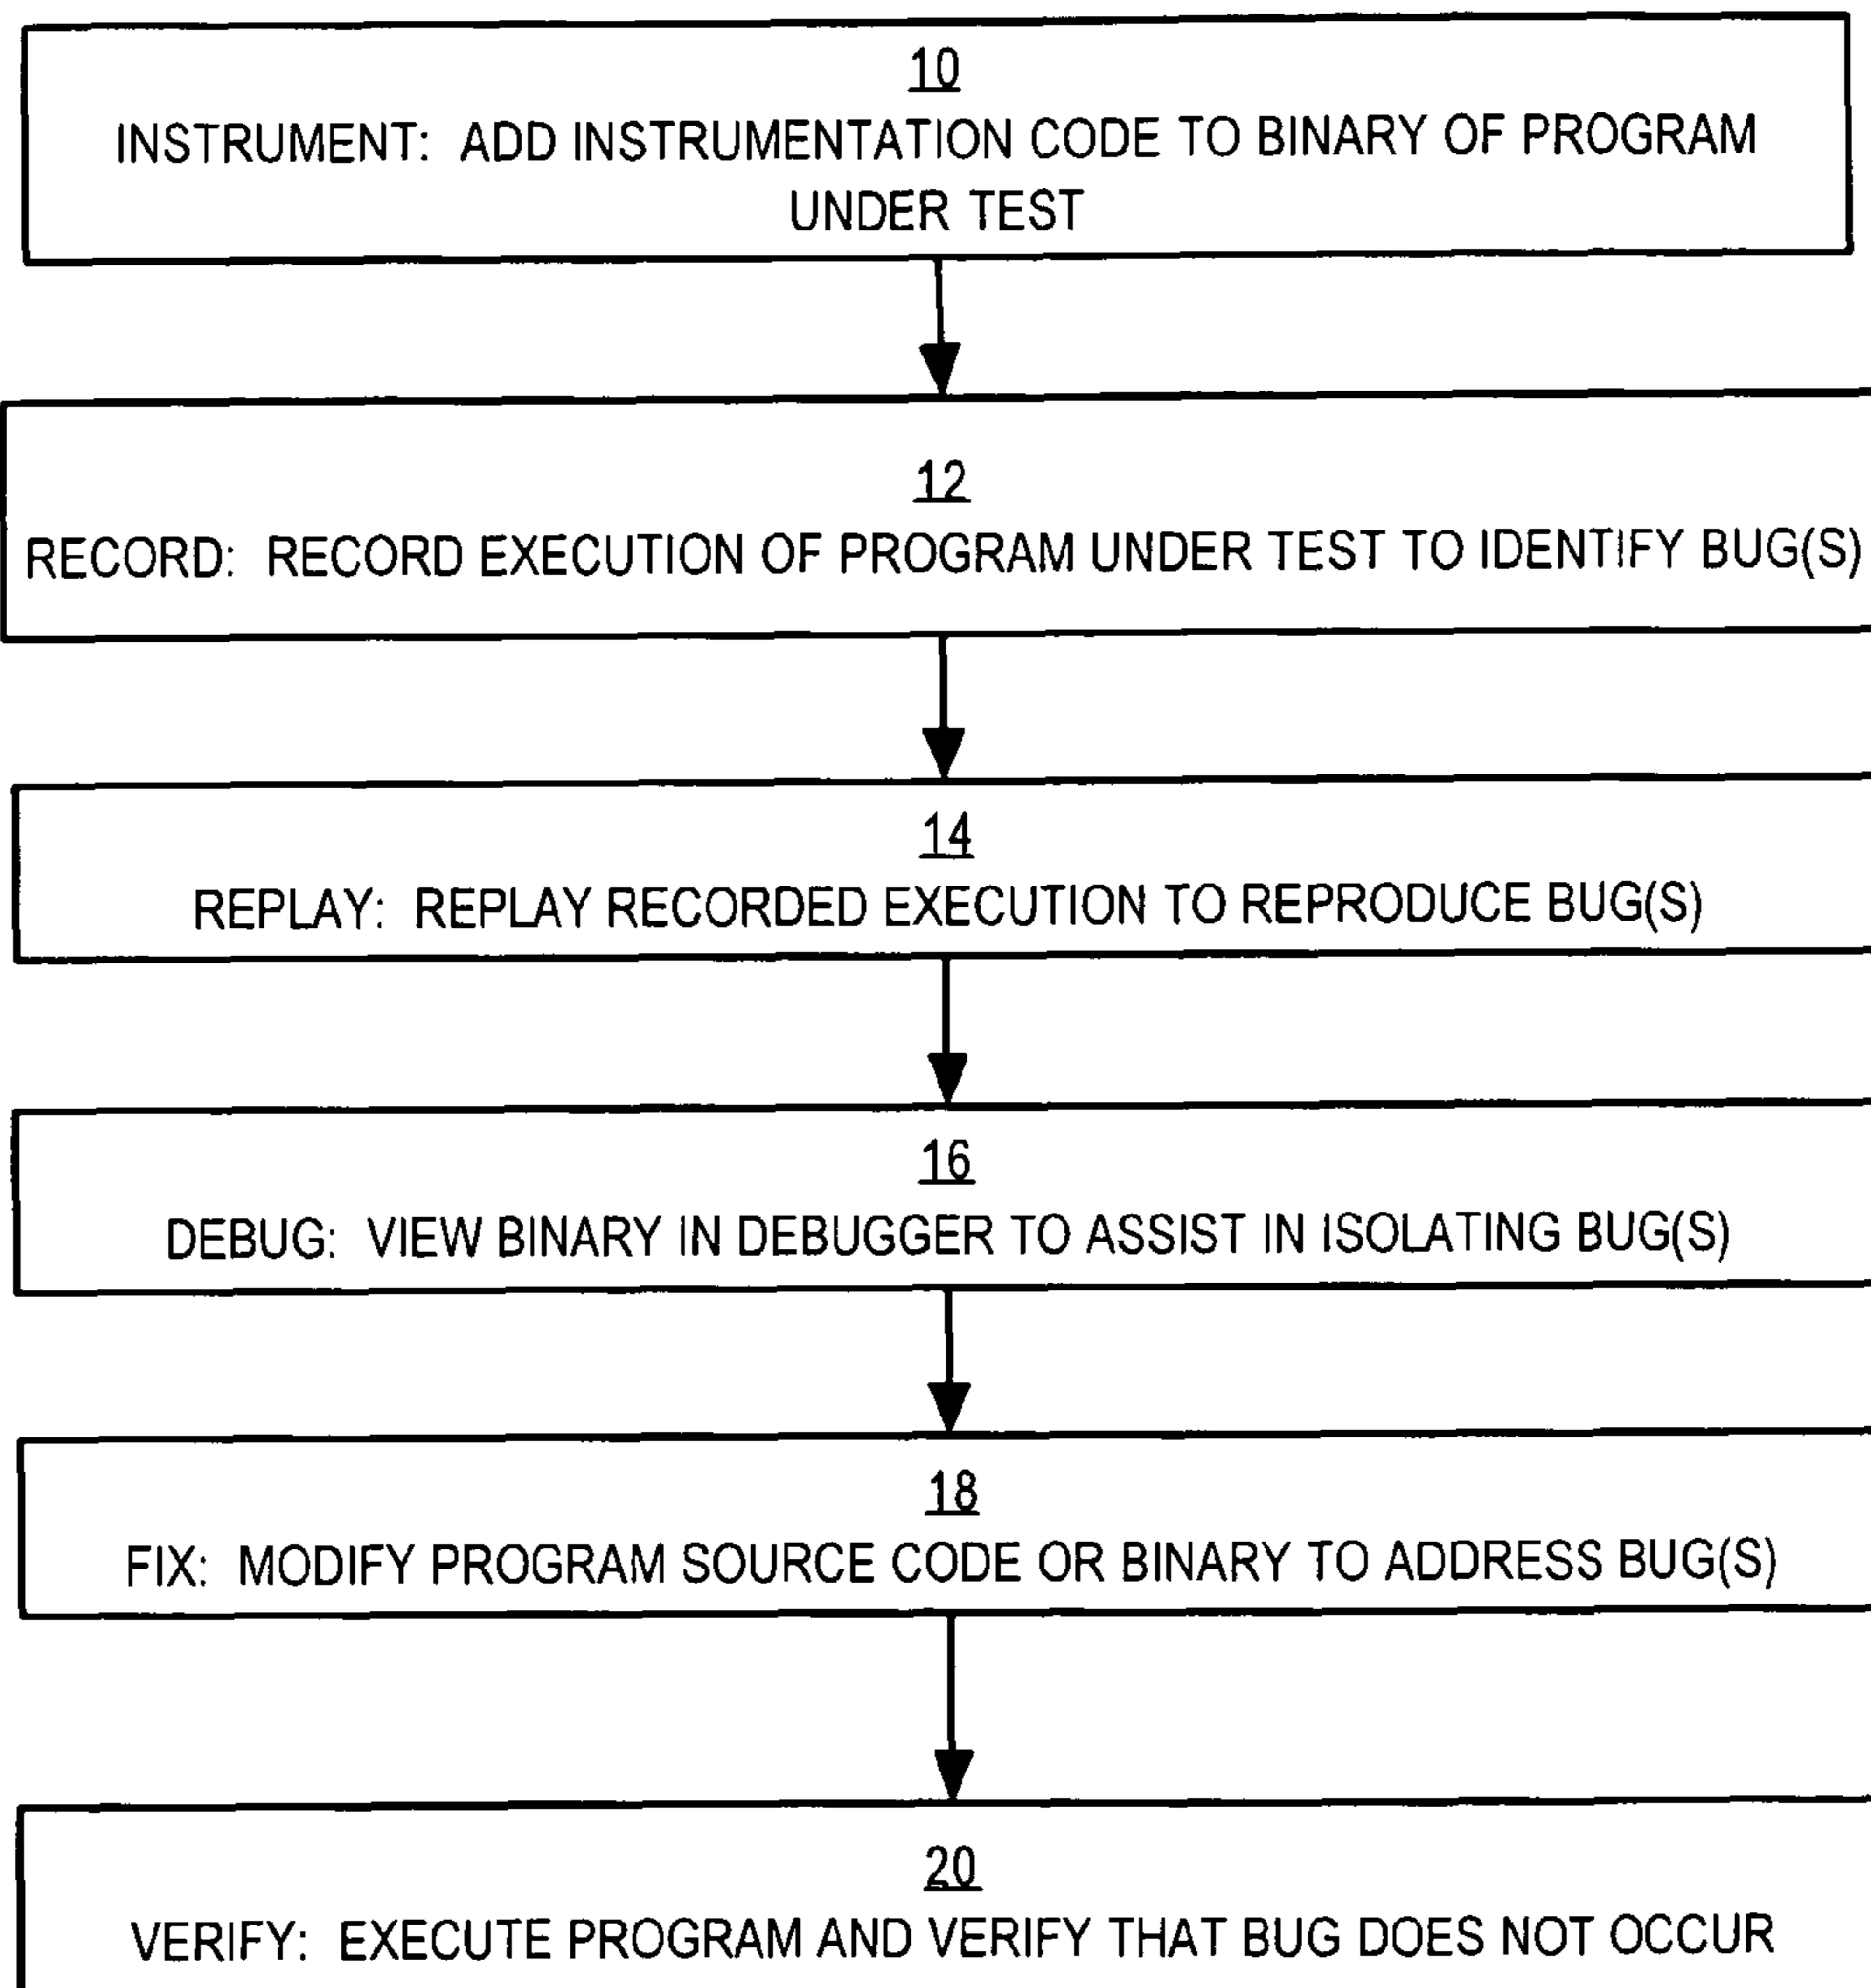 10
INSTRUMENT: ADD INSTRUMENTATION CODE TO BINARY OF PROGRAM
UNDER TEST
12
RECORD: RECORD EXECUTION OF PROGRAM UNDER TEST TO IDENTIFY BUG(S)
14
REPLAY: REPLAY RECORDED EXECUTION TO REPRODUCE BUG(S)
16
DEBUG: VIEW BINARY IN DEBUGGER TO ASSIST IN ISOLATING BUG(S)
18
FIX: MODIFY PROGRAM SOURCE CODE OR BINARY TO ADDRESS BUG(S)
20
VERIFY: EXECUTE PROGRAM AND VERIFY THAT BUG DOES NOT OCCUR